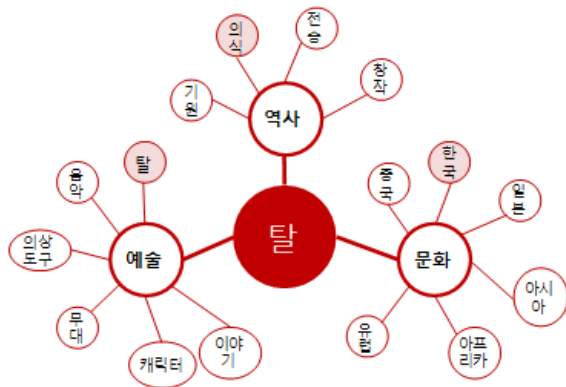 의
식
전
승
기
원
창
작
역사
탈
음
악
탈
한
국
중
국
일
본
의상
도구
예술
문화
아시
아
무
대
캐릭터
이야
기
유
럽
아프
리카